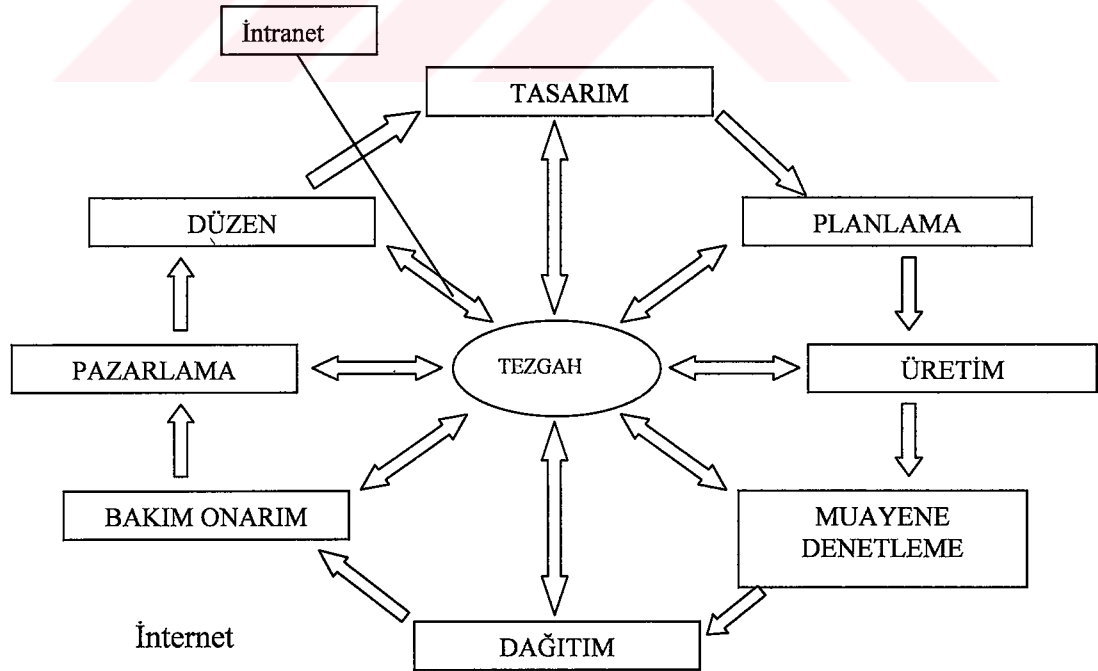 İntranet
TASARIM
DÜZEN
PLANLAMA
PAZARLAMA
TEZGAH
ÜRETİM
BAKIM ONARIM
MUAYENE
DENETLEME
DAĞITIM
İnternet